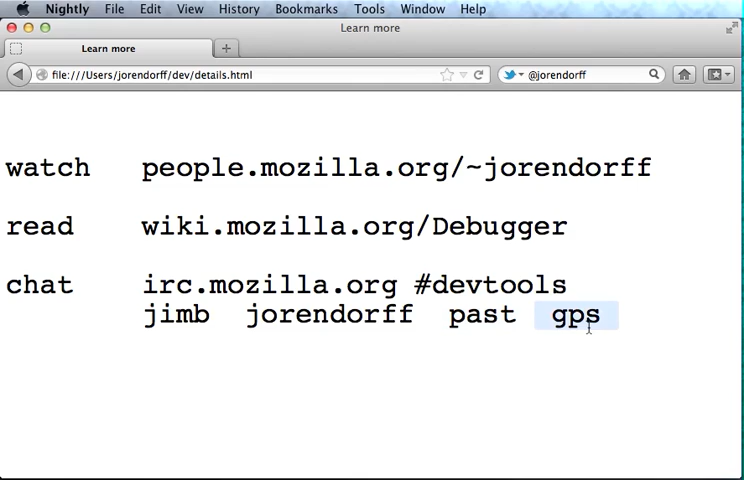 Nightly File Edit View History Bookmarks Tools Window Help
Learn more
Learn more
file:///Users/jorendorff/dev/details.html @jorendorff
watch people.mozilla.org/~jorendorff
read wiki.mozilla.org/Debugger
chat irc.mozilla.org #devtools
jimb jorendorff past gps